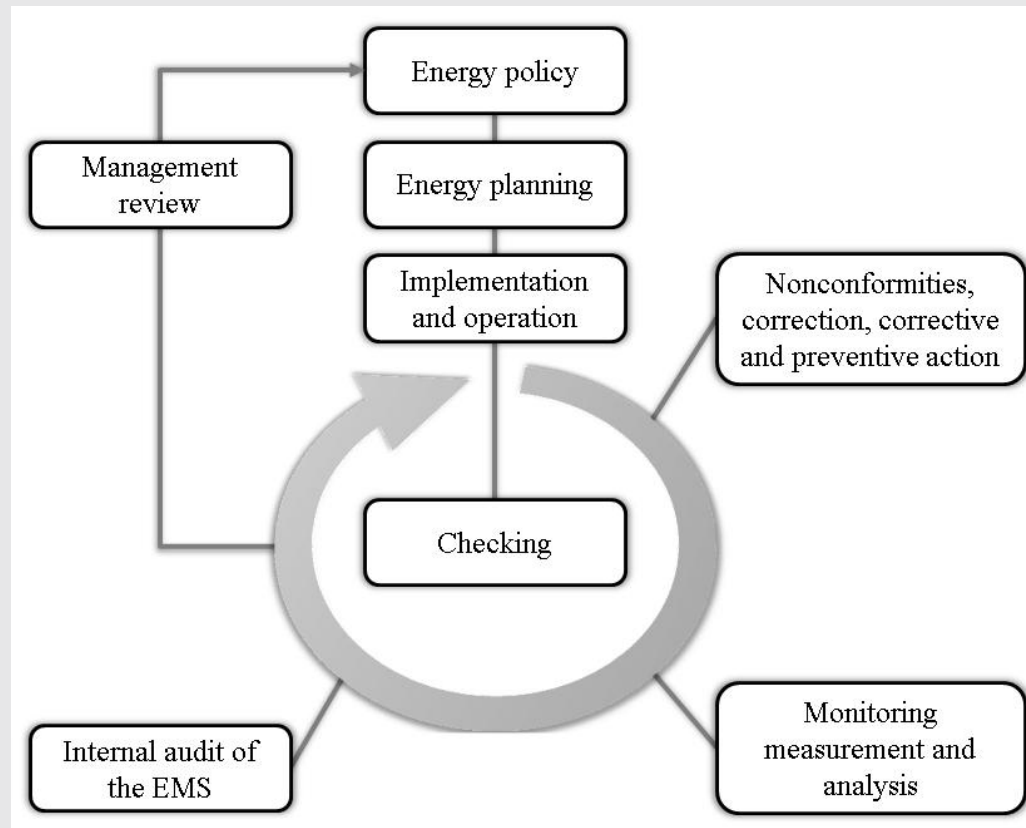 Energy policy
Management
review
Energy planning
Implementation
and operation
Nonconformities,
correction, corrective
and preventive action
Checking
Internal audit of
the EMS
Monitoring
measurement and
analysis